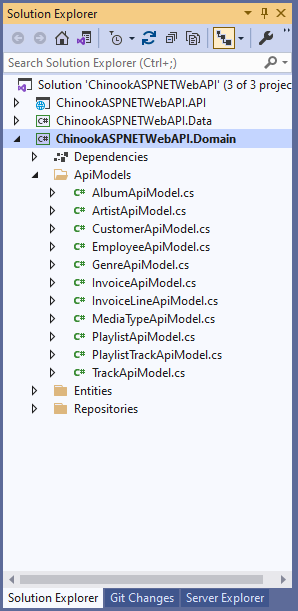 Solution Explorer
Search Solution Explorer (Ctrl+;)
Solution 'ChinookASPNETWebAPI' (3 of 3 projec
ChinookASPNETWebAPI.API
C# ChinookASPNETWebAPI.Data
C# ChinookASPNETWebAPI.Domain
Dependencies
ApiModels
C# AlbumApiModel.cs
C# ArtistApiModel.cs
C# CustomerApiModel.cs
C# EmployeeApiModel.cs
C# GenreApiModel.cs
C# InvoiceApiModel.cs
C# InvoiceLineApiModel.cs
C# MediaTypeApiModel.cs
C# PlaylistApiModel.cs
C# PlaylistTrackApiModel.cs
C# TrackApiModel.cs
Entities
Repositories
Solution Explorer Git Changes Server Explorer